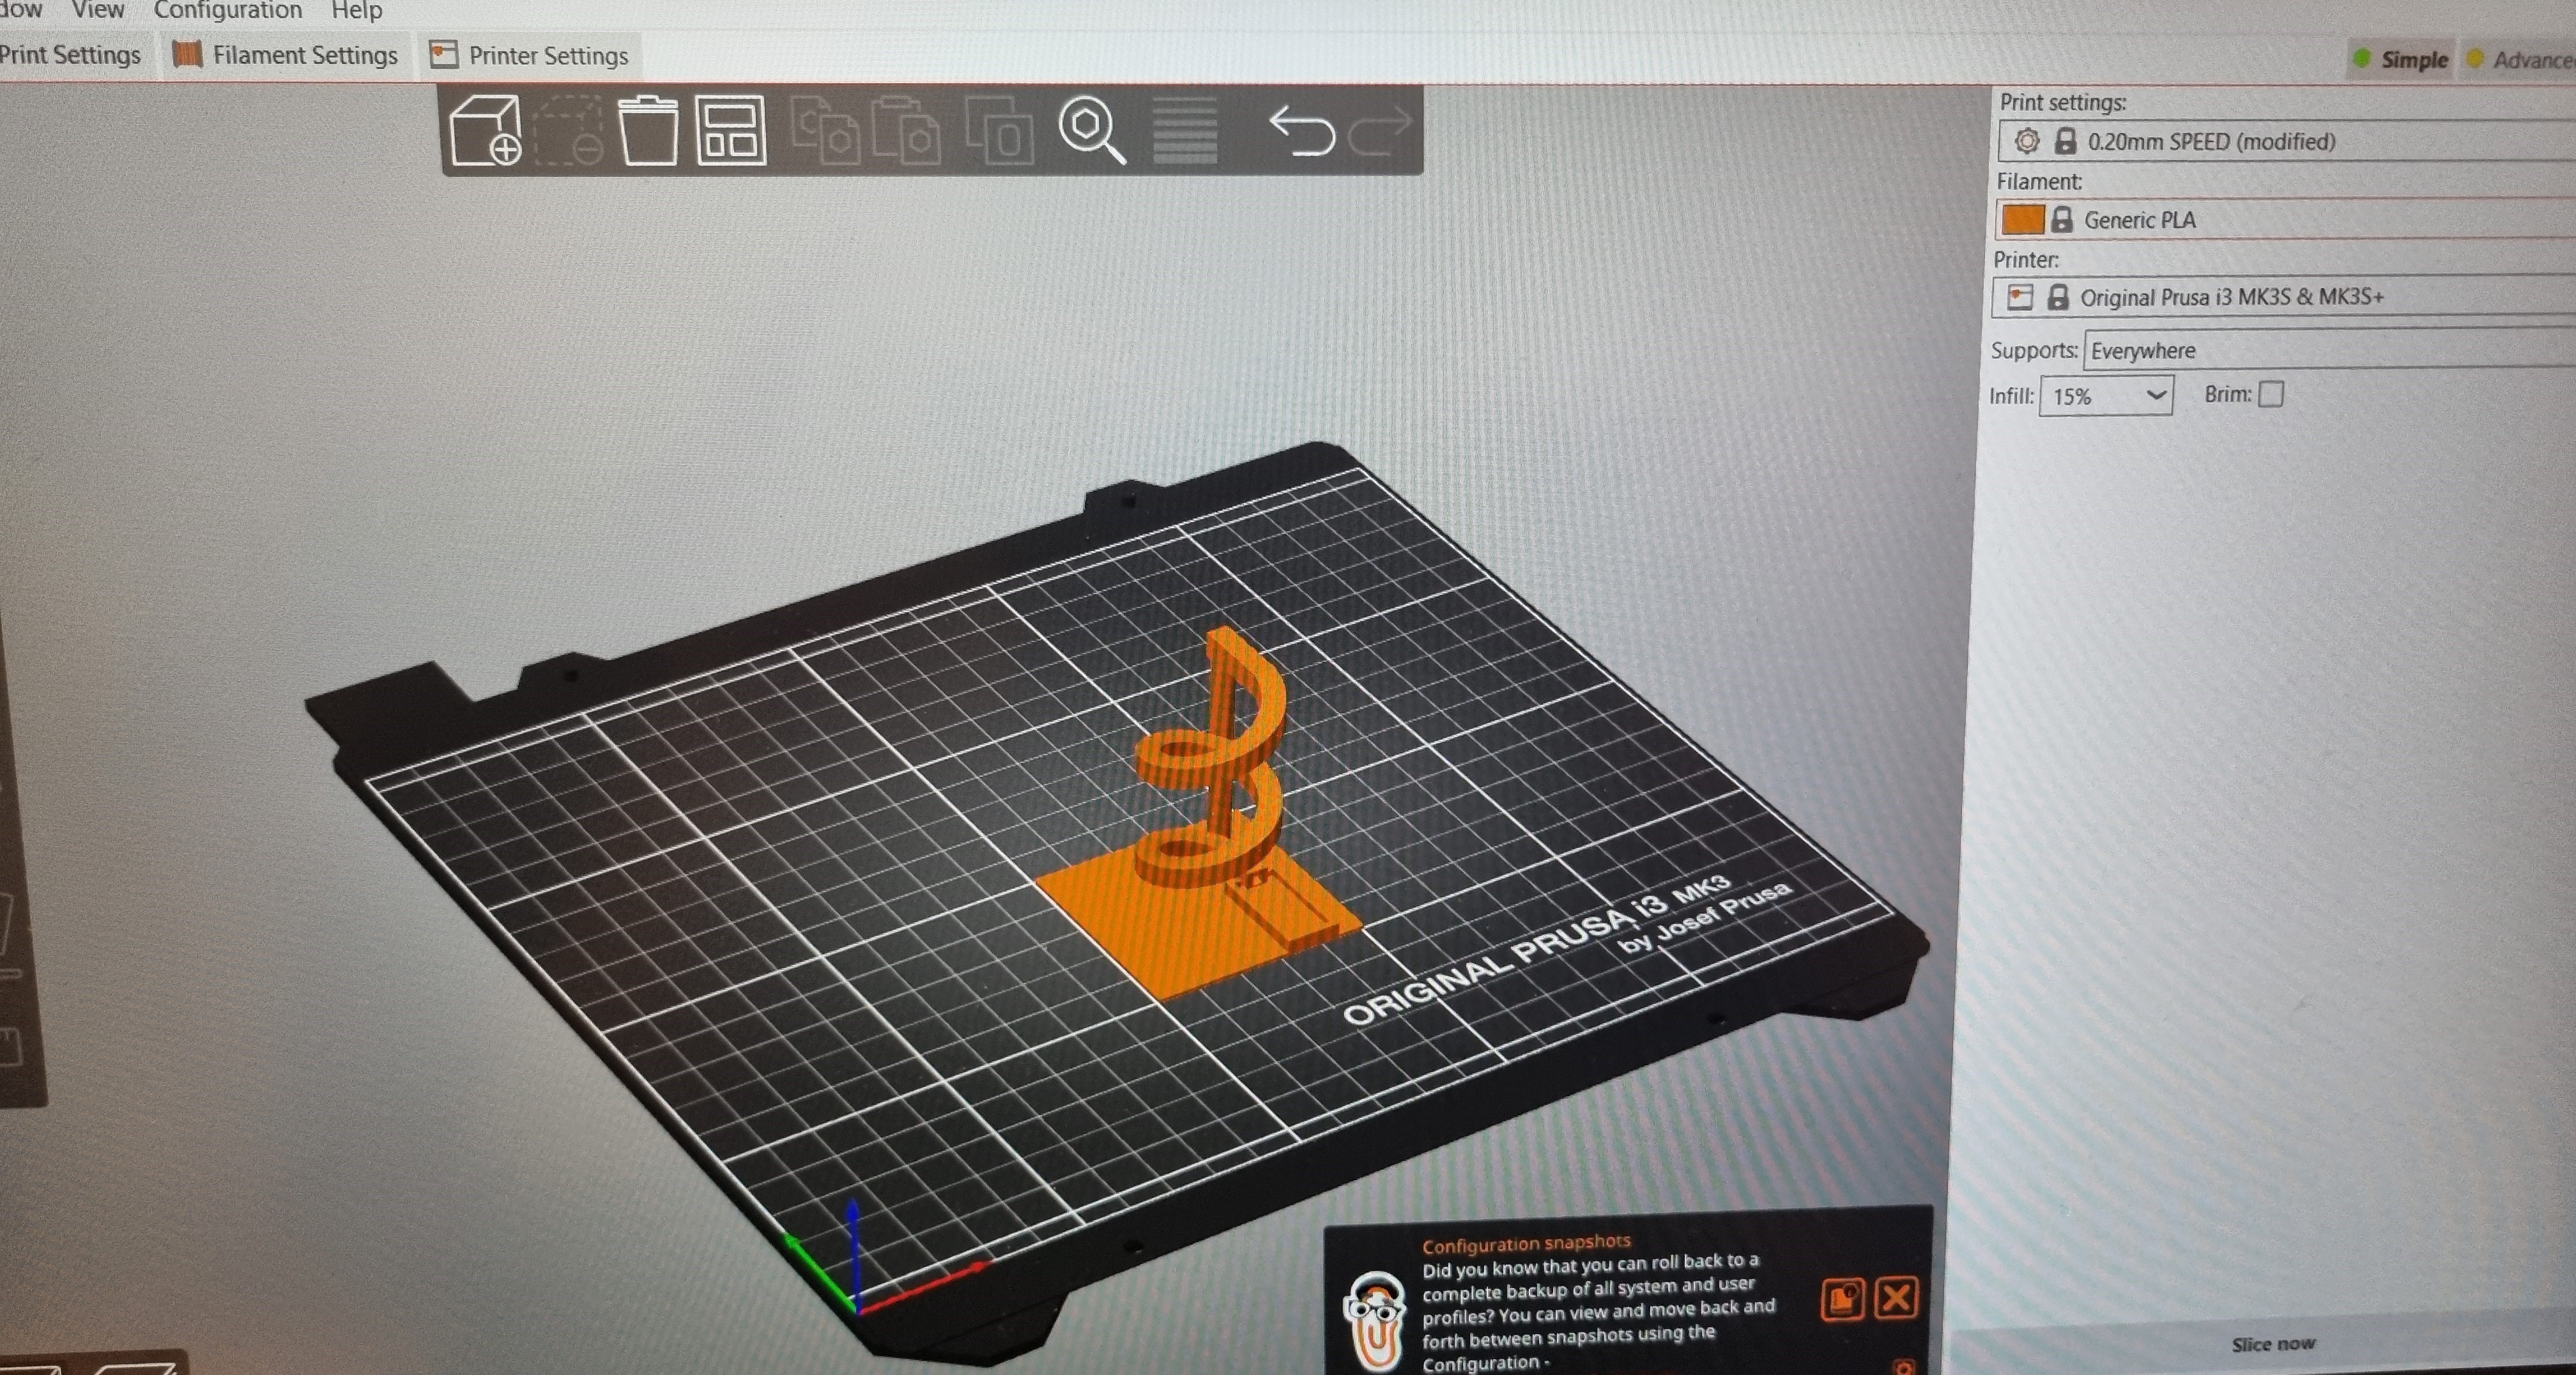 View Configuration Help
Print Settings Filament Settings Printer Settings
Simple
Print settings:
0.20mm SPEED (modified)
Filament:
Generic PLA
Printer:
Original Prusa i3 MK3S & MK3S+
Supports: Everywhere
Infill: 15% Brim:
ORIGINAL PRUSA i3 MK3
by Josef Prusa
Configuration snapshots
Did you know that you can roll back to a
complete backup of all system and user
profiles? You can view and move back and
forth between snapshots using the
Configuration -
Slice now